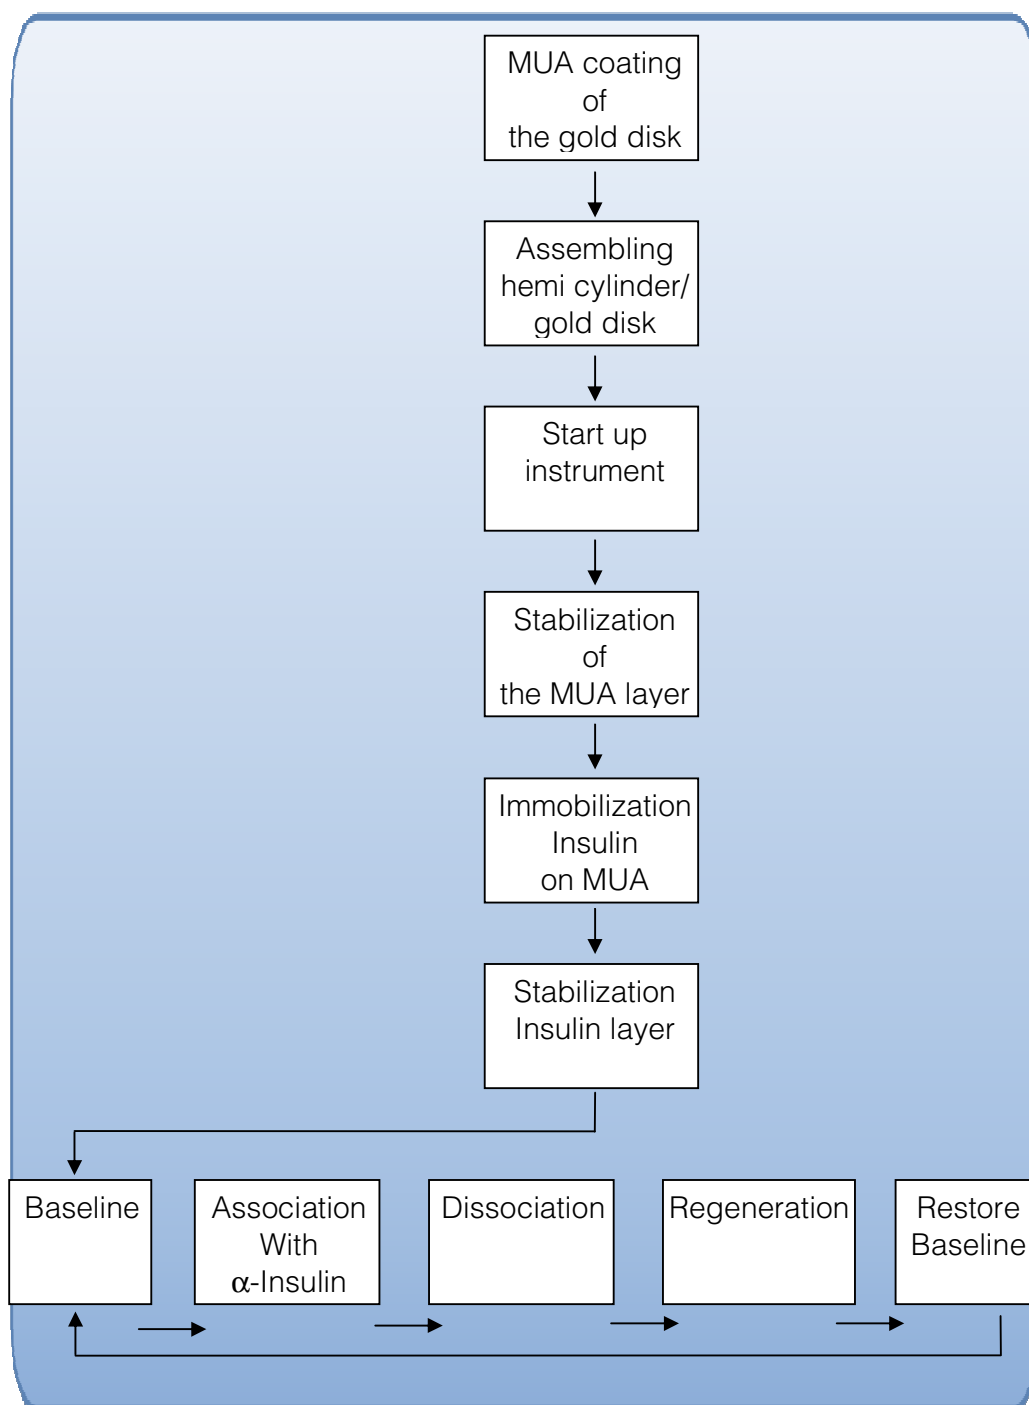 MUA coating
of
the gold disk
Assembling
hemi cylinder/
gold disk
Start up
instrument
Stabilization
of
the MUA layer
Immobilization
Insulin
on MUA
Stabilization
Insulin layer
Baseline
Association
With
α-Insulin
Dissociation
Regeneration
Restore
Baseline